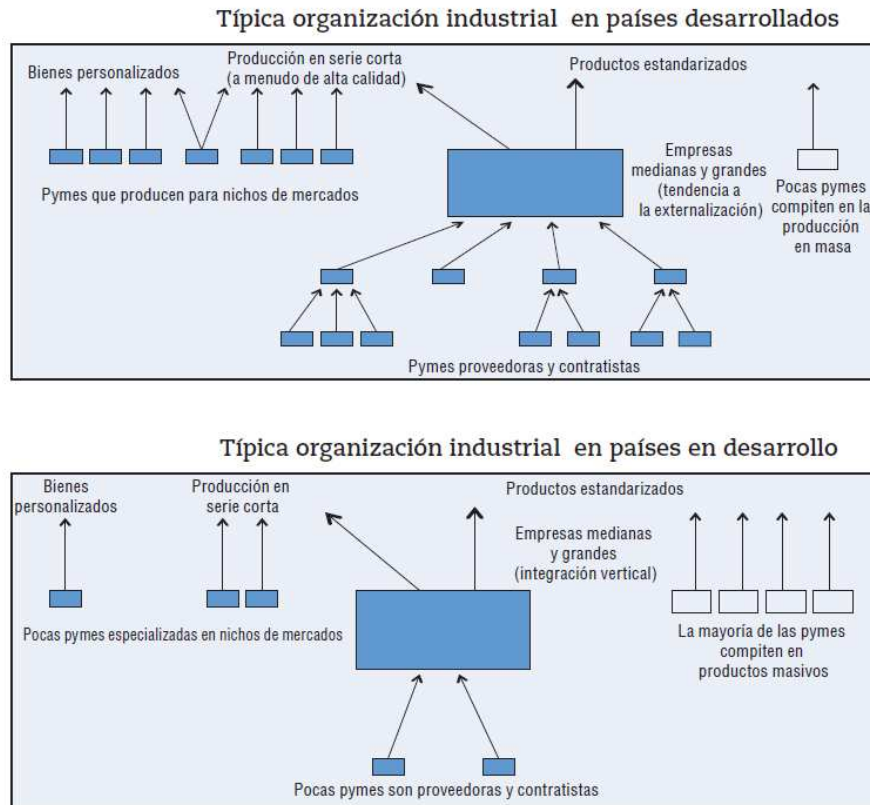 Típica organización industrial en países desarrollados
Bienes personalizados
Producción en serie corta
(a menudo de alta calidad)
Productos estandarizados
Pymes que producen para nichos de mercados
Empresas
medianas y grandes
(tendencia a
la externalización)
Pocas pymes
compiten en la
producción
en masa
Pymes proveedoras y contratistas
Típica organización industrial en países en desarrollo
Bienes
personalizados
Producción en
serie corta
Productos estandarizados
Empresas medianas
y grandes
(integración vertical)
Pocas pymes especializadas en nichos de mercados
La mayoría de las pymes
compiten en
productos masivos
Pocas pymes son proveedoras y contratistas